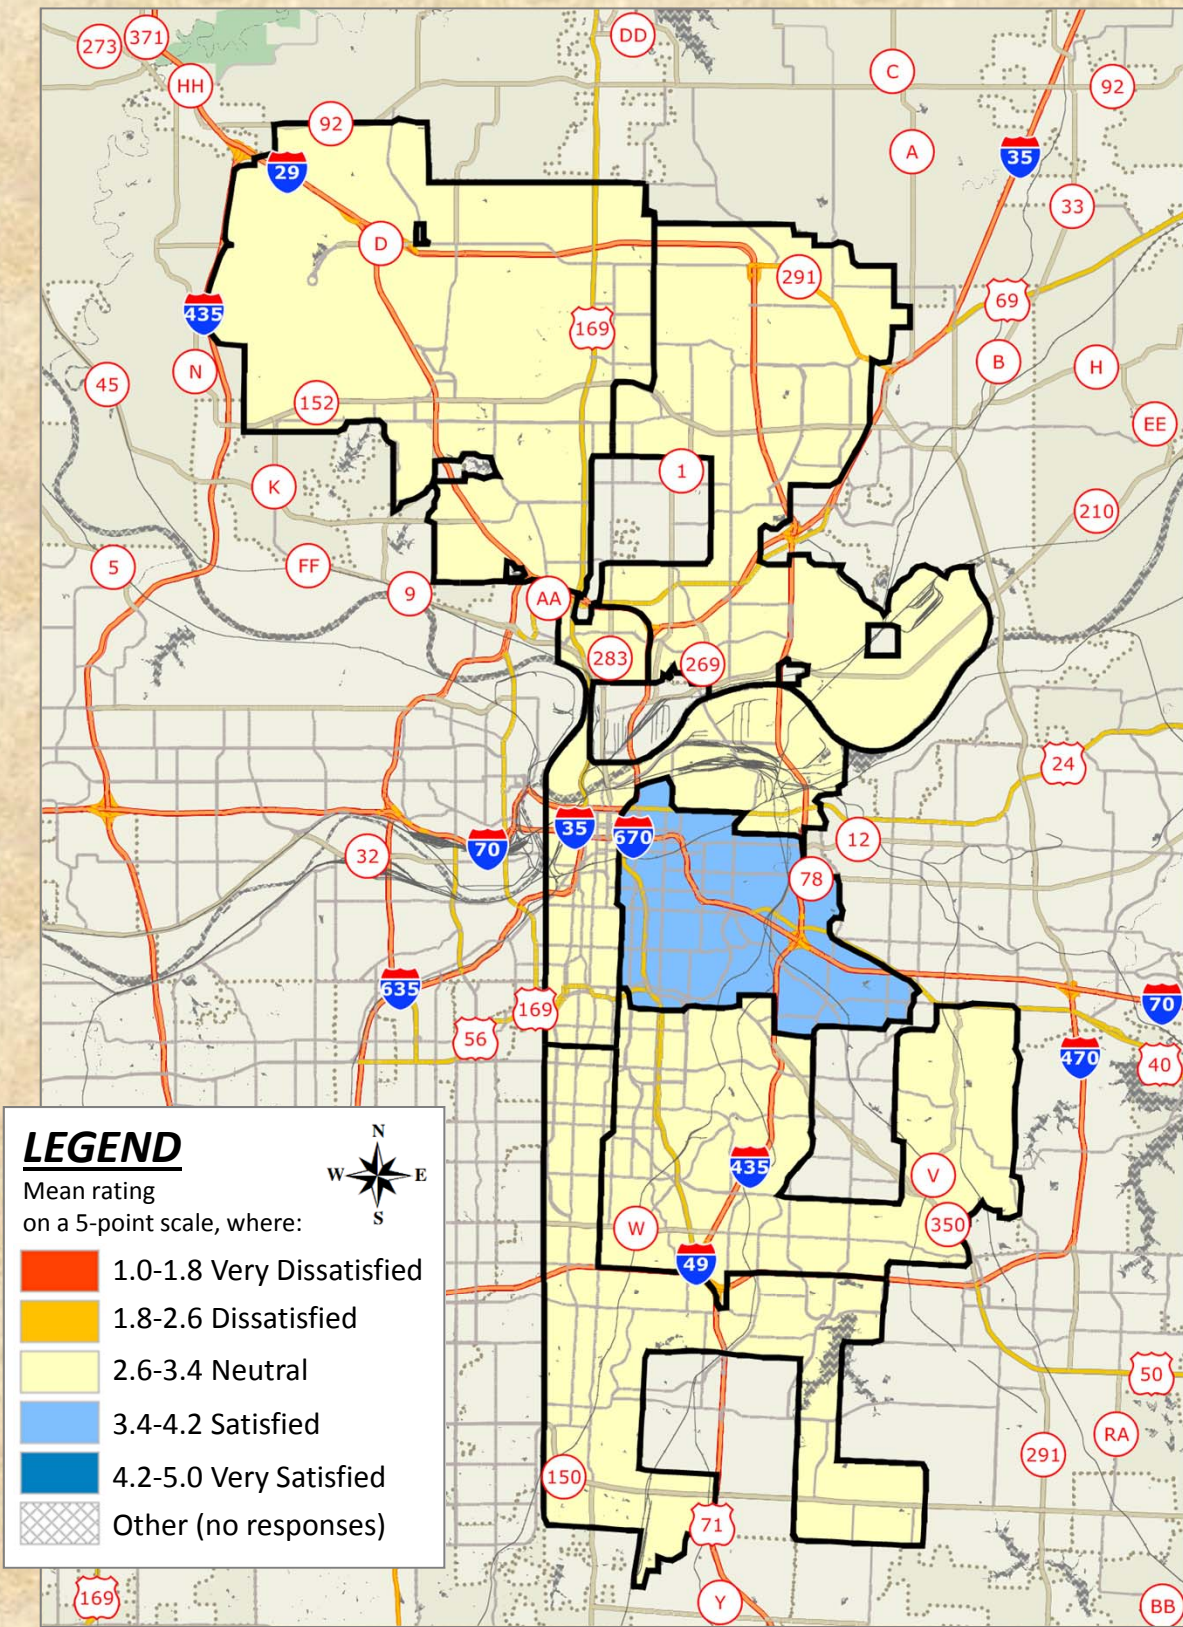 DD
371
273
C
HH
92
92
A
35
29
33
D
291
69
435
169
B
H
N
45
152
EE
1
K
210
5
FF
9
AA
283
269
24
35
670
12
70
32
78
635
70
169
56
470
40
LEGEND
N
W E
S
Mean rating
on a 5-point scale, where:
1.0-1.8 Very Dissatisfied
1.8-2.6 Dissatisfied
2.6-3.4 Neutral
3.4-4.2 Satisfied
4.2-5.0 Very Satisfied
Other (no responses)
435
V
W
350
49
50
RA
291
150
71
169
Y
BB